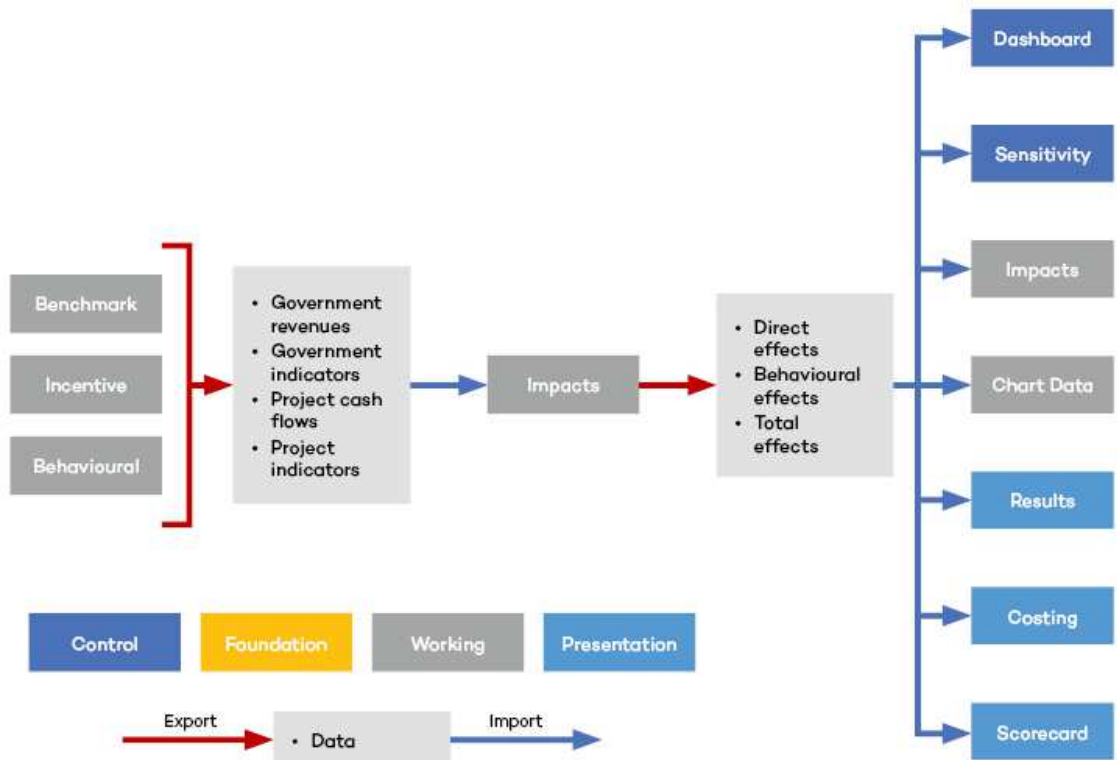 Dashboard
Sensitivity
Impacts
Chart Data
Results
Costing
Scorecard
Benchmark
Incentive
Behavioural
• Government
revenues
• Government
indicators
• Project cash
flows
• Project
indicators
Impacts
• Direct
effects
• Behavioural
effects
• Total
effects
Control
Foundation
Working
Presentation
Export
• Data
Import